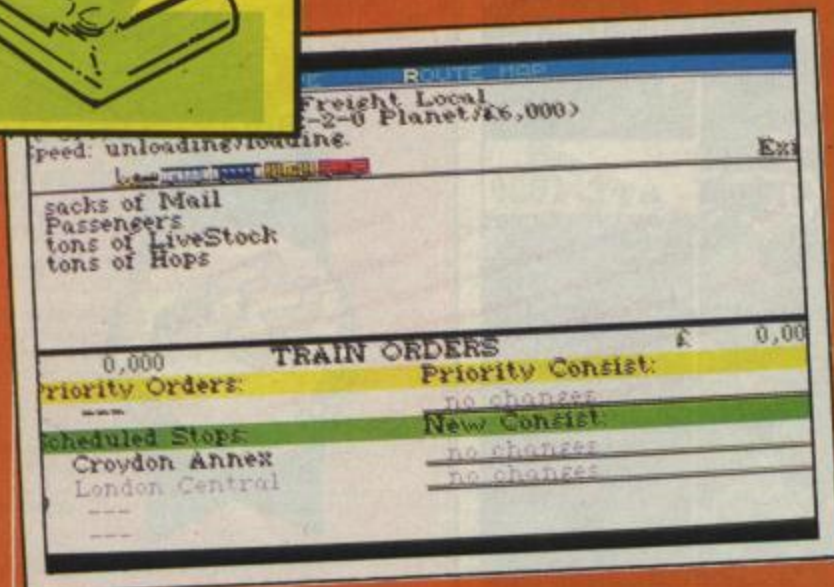 ROUTE MAP
Freight Local
-2-0 Planet/£6,000)
Speed: unloading/loading.
Exi
sacks of Mail
Passengers
tons of LiveStock
tons of Hops
0,000 TRAIN ORDERS £ 0,00
Priority Orders: Priority Consist:
--- no changes
Scheduled Stops: New Consist:
Croydon Annex no changes
London Central no changes
---
---